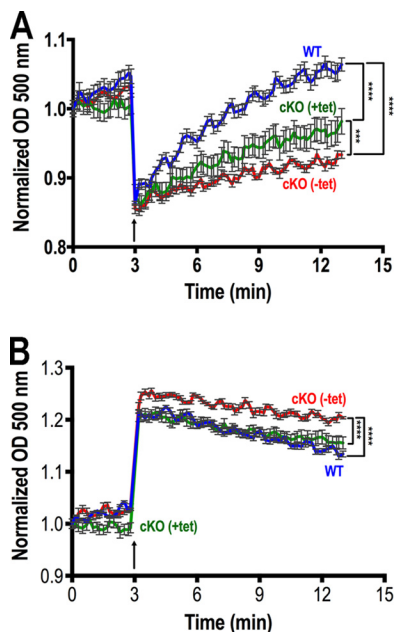 A
Normalized OD 500 nm
1.1
1.0
0.9
0.8
WT
cKO (+tet)
cKO (-tet)
****
***
****
0 3 6 9 12 15
Time (min)
B
Normalized OD 500 nm
1.3
1.2
1.1
1.0
0.9
cKO (-tet)
WT
cKO (+tet)
****
****
0 3 6 9 12 15
Time (min)